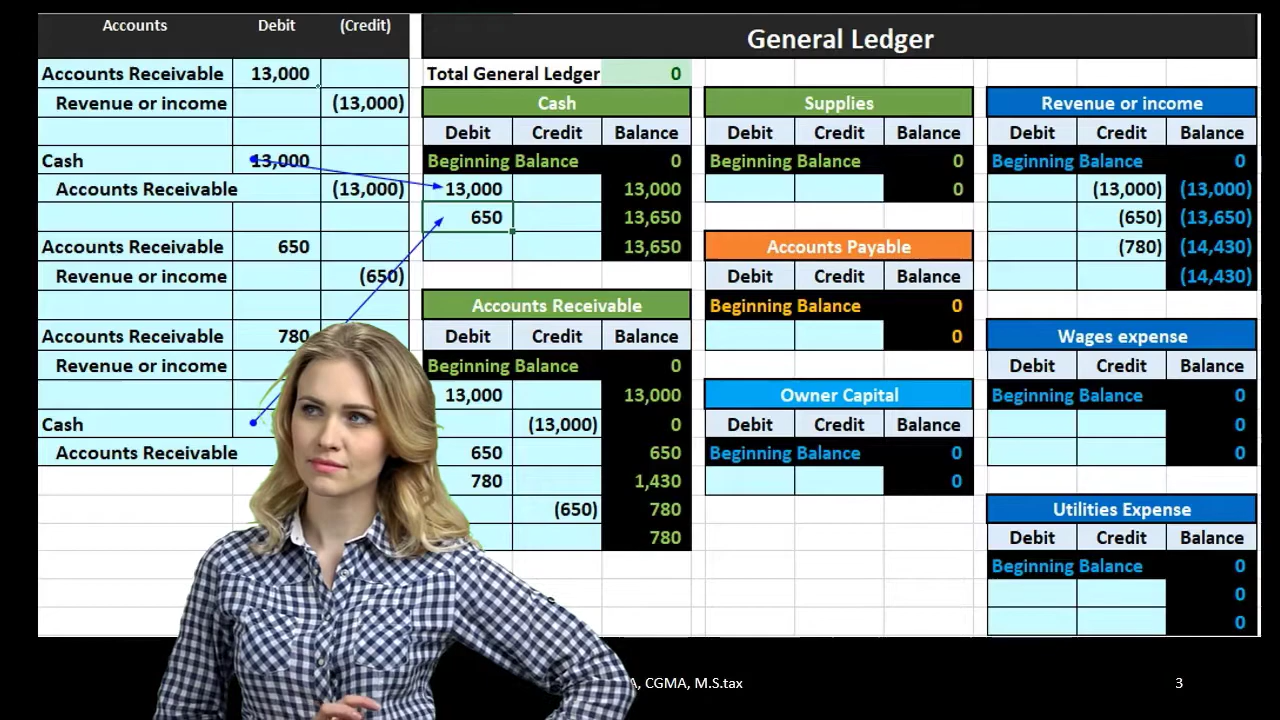 Accounts Debit (Credit)
Accounts Receivable 13,000
Revenue or income (13,000)
Cash 13,000
Accounts Receivable (13,000)
Accounts Receivable 650
Revenue or income (650)
Accounts Receivable 780
Revenue or income
Cash
Accounts Receivable
General Ledger
Total General Ledger 0
Cash
Debit Credit Balance
Beginning Balance 0
13,000 13,000
650 13,650
13,650
Accounts Receivable
Debit Credit Balance
Beginning Balance 0
13,000 13,000
(13,000) 0
650 650
780 1,430
(650) 780
780
Supplies
Debit Credit Balance
Beginning Balance 0
0
Accounts Payable
Debit Credit Balance
Beginning Balance 0
0
Owner Capital
Debit Credit Balance
Beginning Balance 0
0
Revenue or income
Debit Credit Balance
Beginning Balance 0
(13,000) (13,000)
(650) (13,650)
(780) (14,430)
(14,430)
Wages expense
Debit Credit Balance
Beginning Balance 0
0
0
Utilities Expense
Debit Credit Balance
Beginning Balance 0
0
0
CGMA, M.S.tax
3